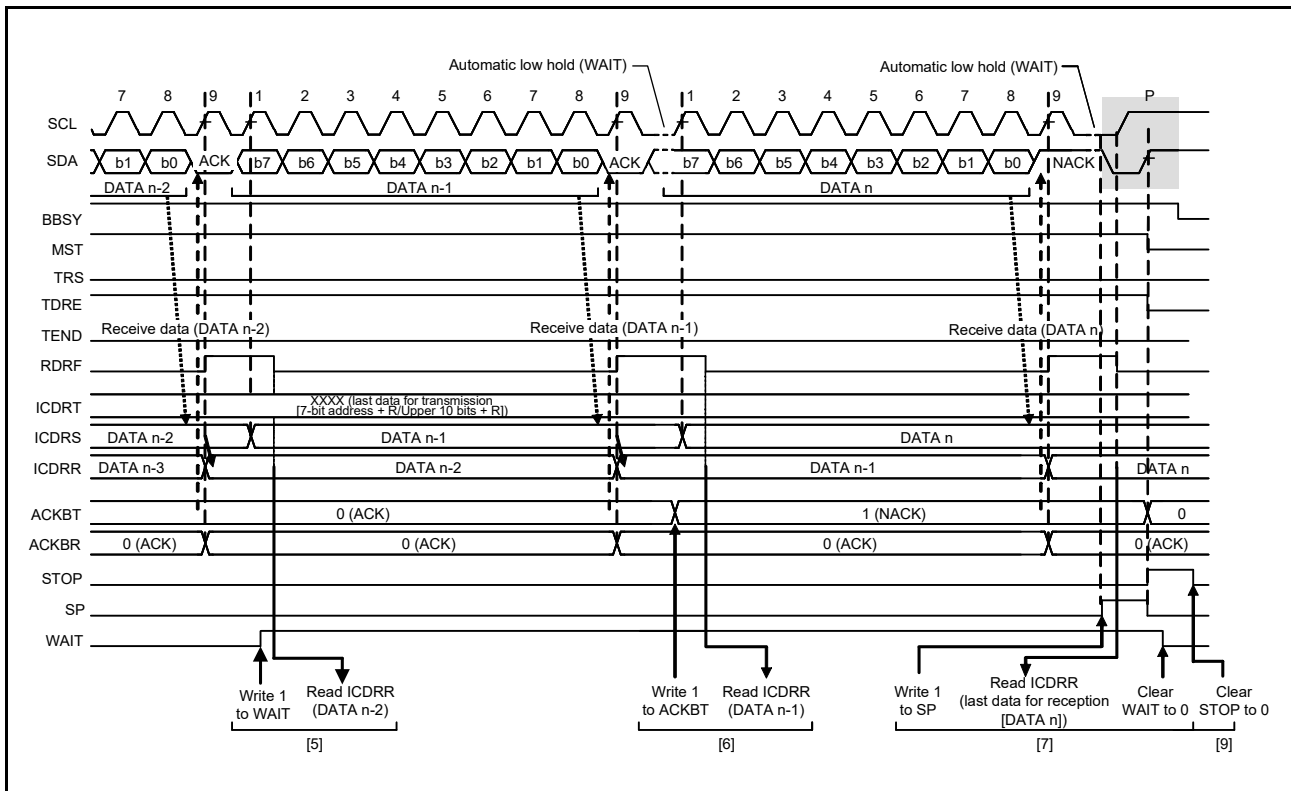 Automatic low hold (WAIT)
Automatic low hold (WAIT)
7 8 9 1 2 3 4 5 6 7 8 9 1 2 3 4 5 6 7 8 9 P
SCL
SDA b1 b0 ACK b7 b6 b5 b4 b3 b2 b1 b0 ACK b7 b6 b5 b4 b3 b2 b1 b0 NACK
DATA n-2 DATA n-1 DATA n
BBSY
MST
TRS
TDRE
TEND Receive data (DATA n-2) Receive data (DATA n-1) Receive data (DATA n)
RDRF
ICDRT XXXX (last data for transmission
[7-bit address + R/Upper 10 bits + R])
ICDRS DATA n-2 DATA n-1 DATA n
ICDRR DATA n-3 DATA n-2 DATA n-1 DATA n
ACKBT 0 (ACK) 1 (NACK) 0
ACKBR 0 (ACK) 0 (ACK) 0 (ACK) 0 (ACK)
STOP
SP
WAIT
Write 1
to WAIT
Read ICDRR
(DATA n-2)
[5]
Write 1
to ACKBT
Read ICDRR
(DATA n-1)
[6]
Write 1
to SP
Read ICDRR
(last data for reception
[DATA n])
Clear
WAIT to 0
[7]
Clear
STOP to 0
[9]